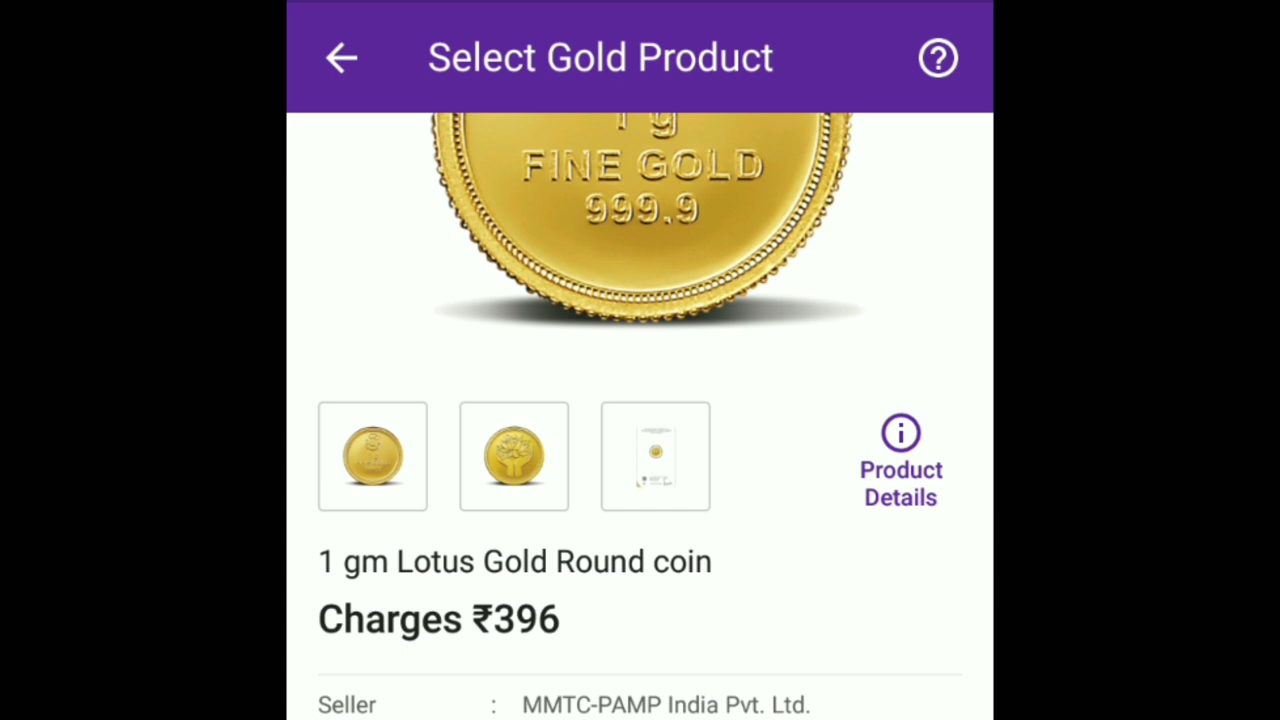 Select Gold Product
1 g
FINE GOLD
999.9
Product
Details
1 gm Lotus Gold Round coin
Charges ₹396
Seller : MMTC-PAMP India Pvt. Ltd.